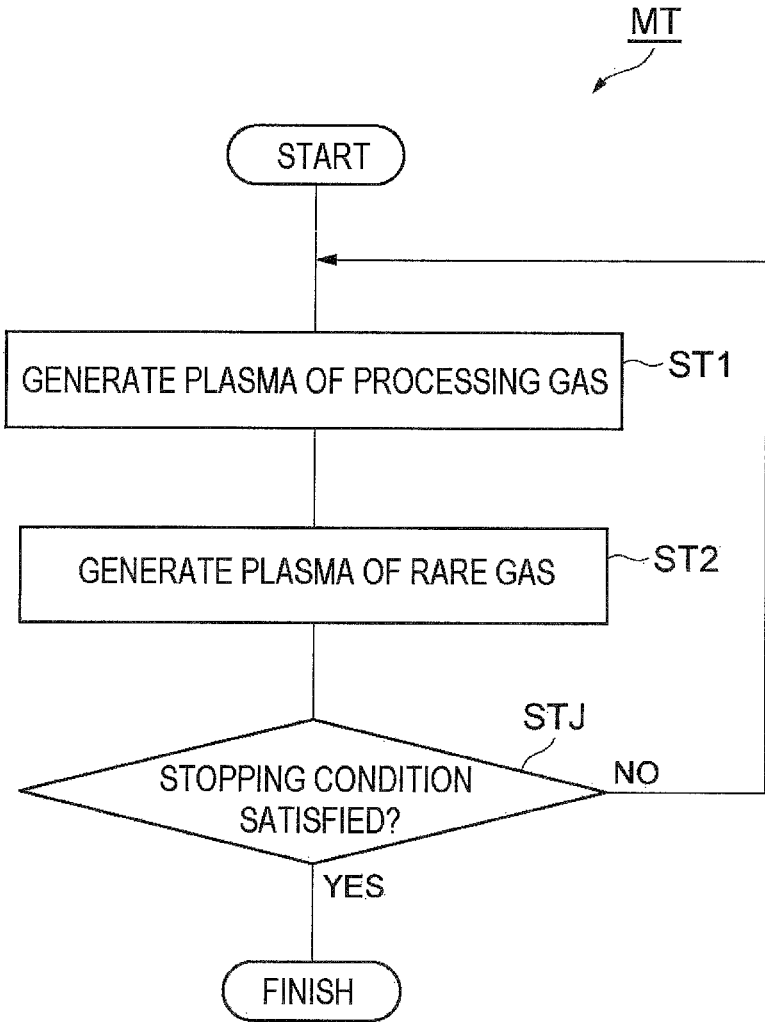 MT
START
GENERATE PLASMA OF PROCESSING GAS
ST1
GENERATE PLASMA OF RARE GAS
ST2
STJ
STOPPING CONDITION
SATISFIED?
NO
YES
FINISH